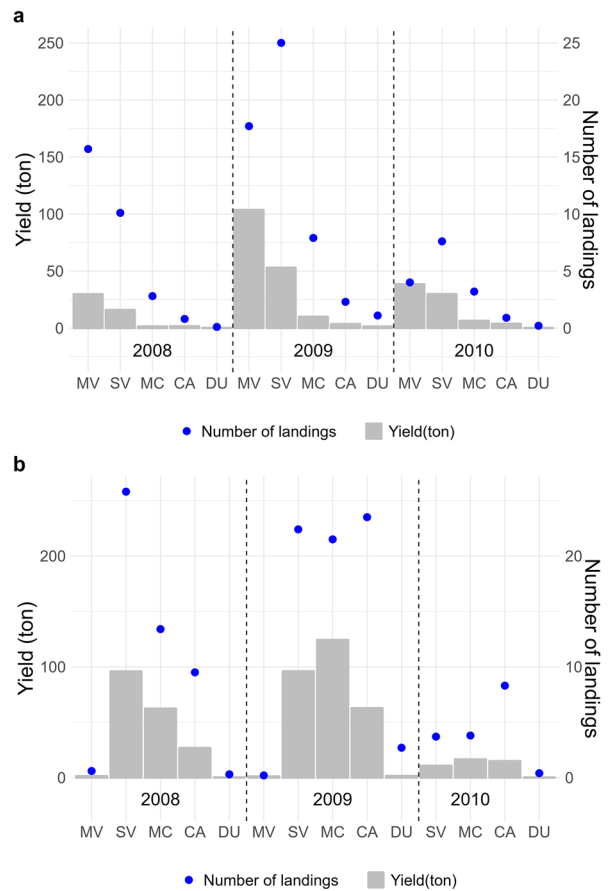 a
250
200
150
100
50
0
25
20
15
10
5
0
Yield (ton)
Number of landings
2008 2009 2010
MV SV MC CA DU MV SV MC CA DU MV SV MC CA DU
Number of landings Yield(ton)
b
200
100
0
20
10
0
Yield (ton)
Number of landings
2008 2009 2010
MV SV MC CA DU MV SV MC CA DU SV MC CA DU
Number of landings Yield(ton)